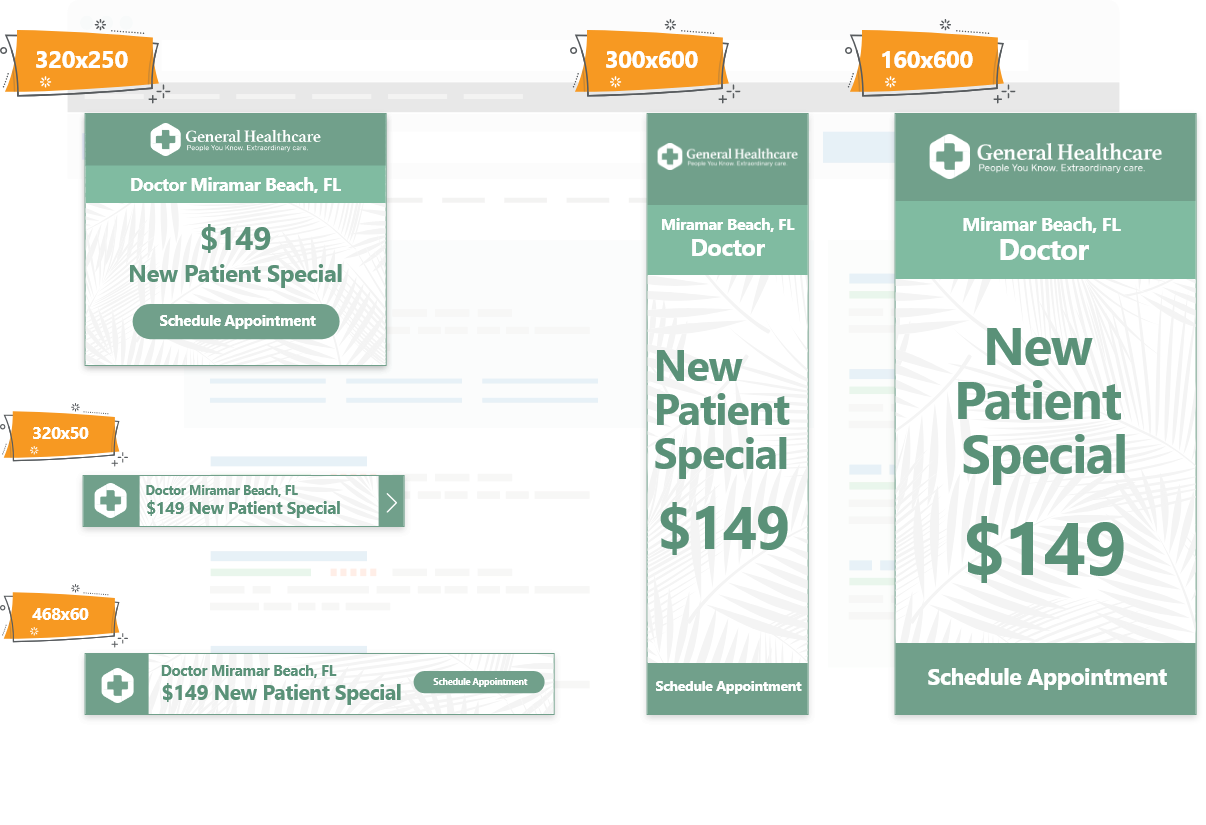 320x250
General Healthcare
People You Know. Extraordinary care.
Doctor Miramar Beach, FL
$149
New Patient Special
Schedule Appointment
320x50
Doctor Miramar Beach, FL
$149 New Patient Special
468x60
Doctor Miramar Beach, FL
$149 New Patient Special
Schedule Appointment
300x600
General Healthcare
People You Know. Extraordinary care.
Miramar Beach, FL
Doctor
New
Patient
Special
$149
Schedule Appointment
160x600
General Healthcare
People You Know. Extraordinary care.
Miramar Beach, FL
Doctor
New
Patient
Special
$149
Schedule Appointment